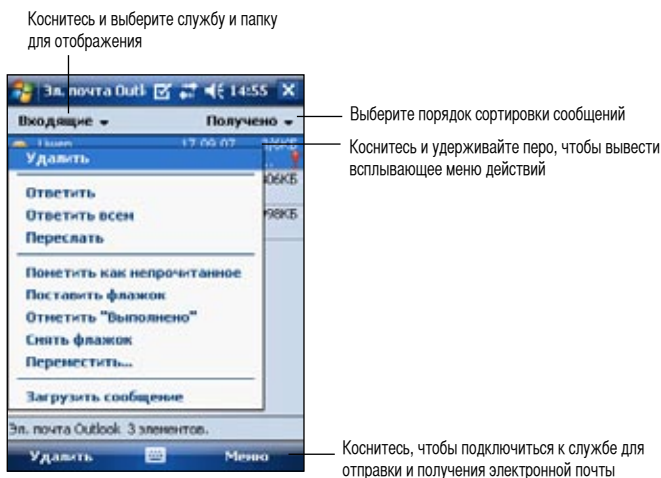 Коснитесь и выберите службу и папку
для отображения
Эл. почта Outl 14:55
Входящие Получено
Выберите порядок сортировки сообщений
17.09.07
Коснитесь и удерживайте перо, чтобы вывести
всплывающее меню действий
Удалить
Ответить
Ответить всем
Переслать
Пометить как непрочитанное
Поставить флажок
Отметить "Выполнено"
Снять флажок
Переместить...
Загрузить сообщение
Эл. почта Outlook 3 элементов.
Удалить Меню
Коснитесь, чтобы подключиться к службе для
отправки и получения электронной почты